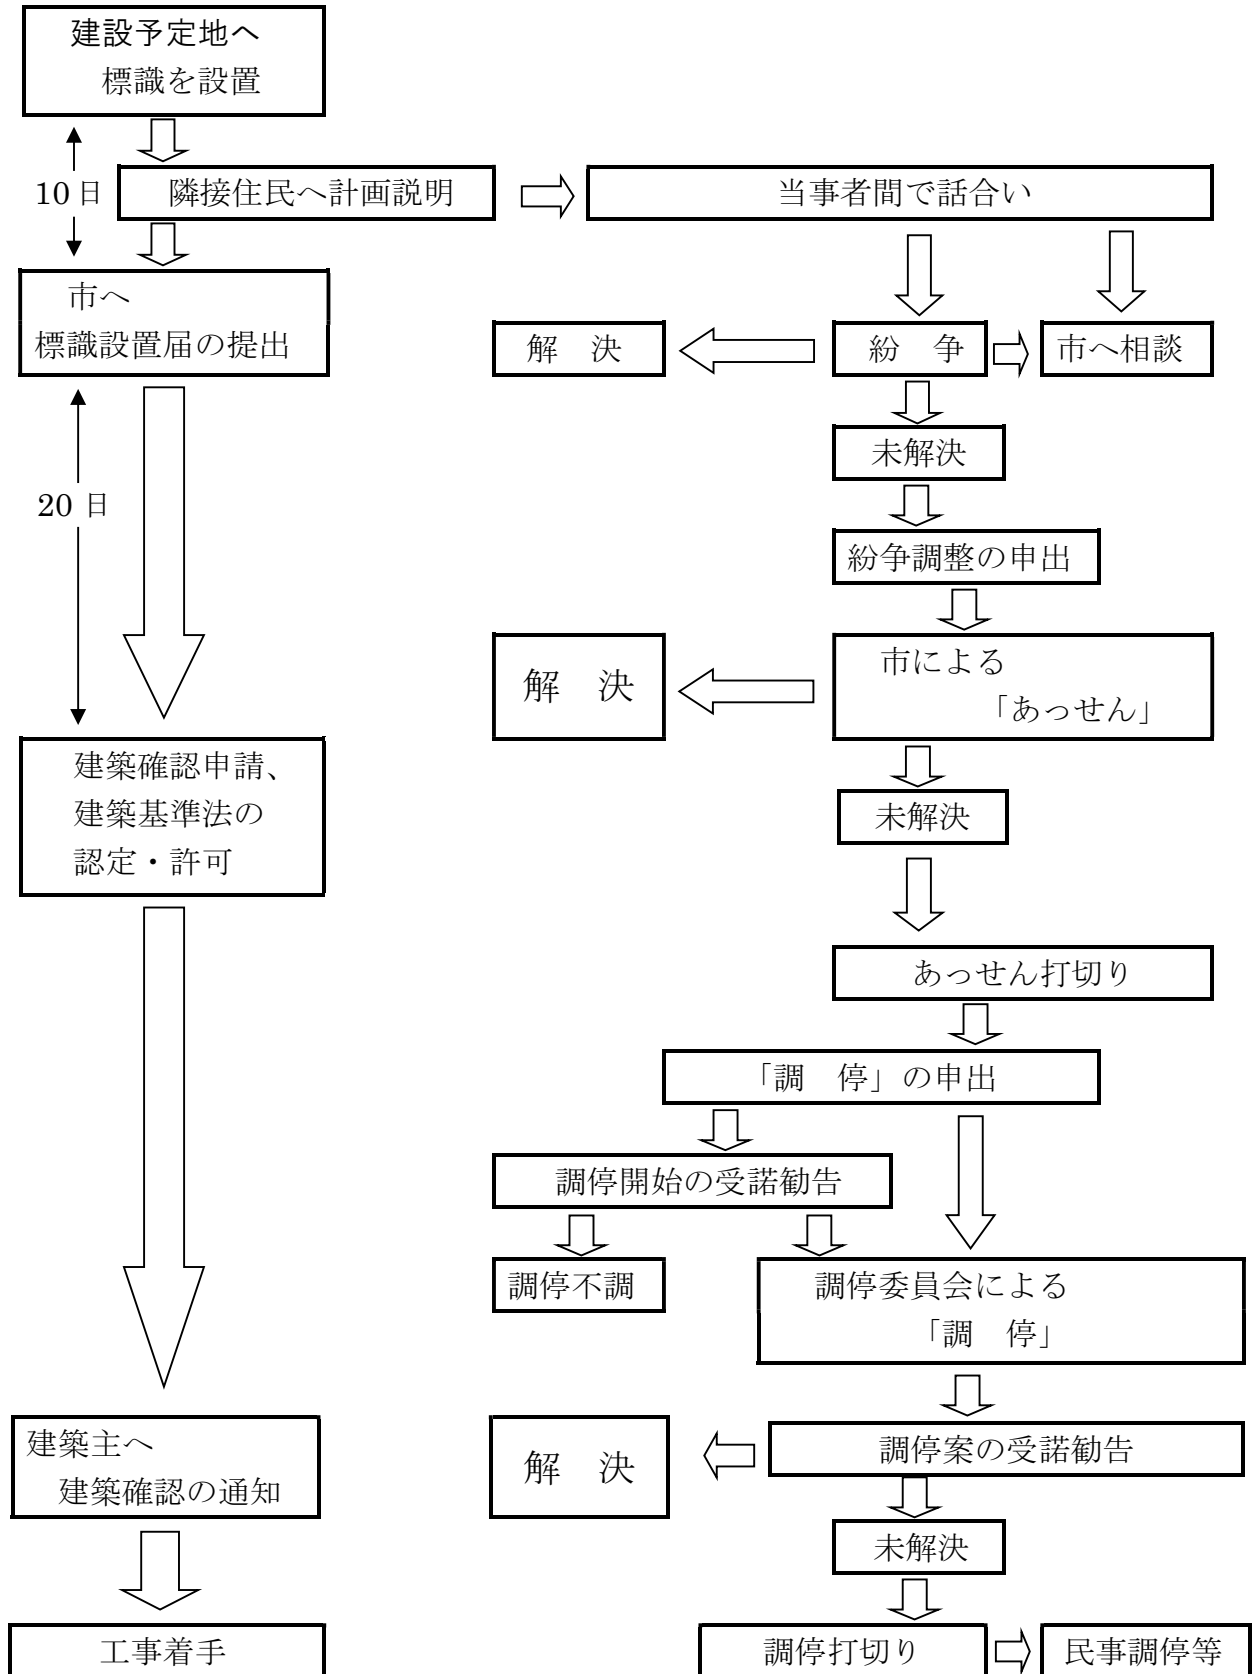 建設予定地へ
標識を設置
10日
隣接住民へ計画説明
当事者間で話合い
市へ
標識設置届の提出
解　決
紛　争
市へ相談
未解決
20 日
紛争調整の申出
解　決
市による
「あっせん」
建築確認申請、
建築基準法の
認定・許可
未解決
あっせん打切り
「調　停」の申出
調停開始の受諾勧告
調停不調
調停委員会による
「調　停」
建築主へ
建築確認の通知
解　決
調停案の受諾勧告
未解決
工事着手
調停打切り
民事調停等